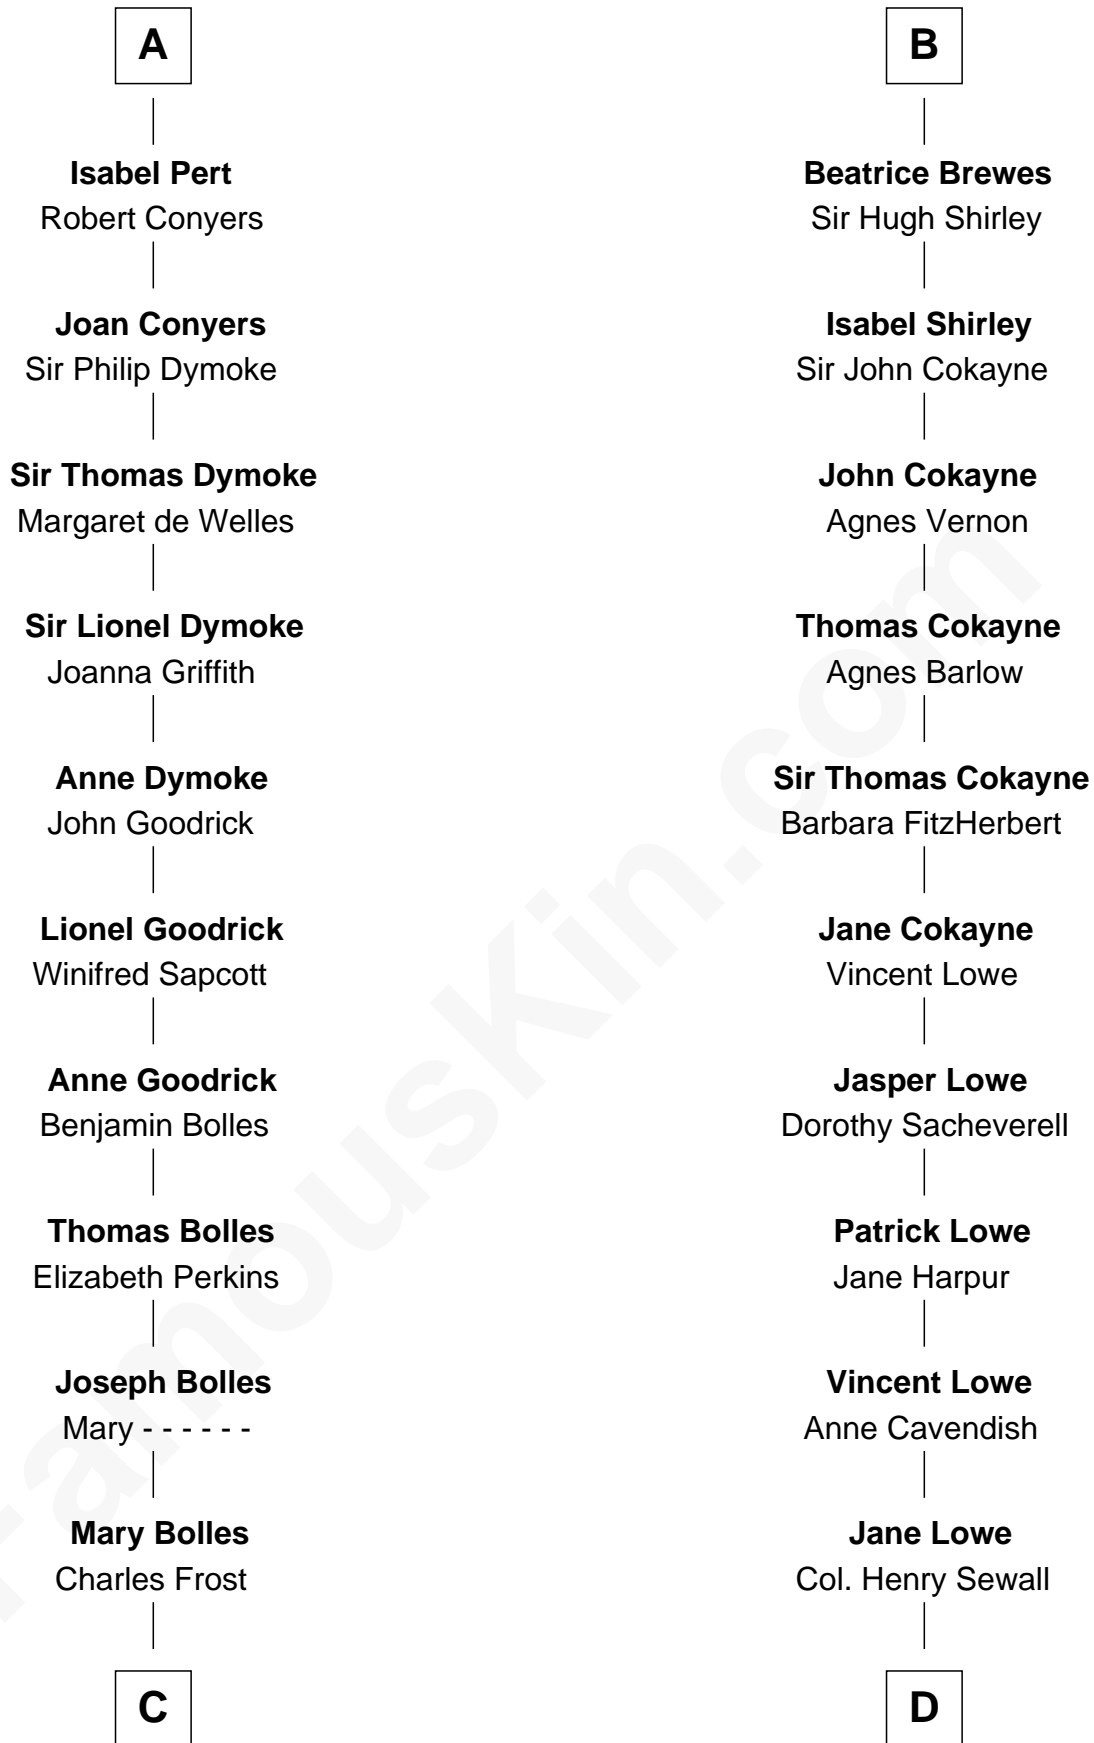 A
Isabel Pert
Robert Conyers
Joan Conyers
Sir Philip Dymoke
Sir Thomas Dymoke
Margaret de Welles
Sir Lionel Dymoke
Joanna Griffith
Anne Dymoke
John Goodrick
Lionel Goodrick
Winifred Sapcott
Anne Goodrick
Benjamin Bolles
Thomas Bolles
Elizabeth Perkins
Joseph Bolles
Mary - - - - - -
Mary Bolles
Charles Frost
C
B
Beatrice Brewes
Sir Hugh Shirley
Isabel Shirley
Sir John Cokayne
John Cokayne
Agnes Vernon
Thomas Cokayne
Agnes Barlow
Sir Thomas Cokayne
Barbara FitzHerbert
Jane Cokayne
Vincent Lowe
Jasper Lowe
Dorothy Sacheverell
Patrick Lowe
Jane Harpur
Vincent Lowe
Anne Cavendish
Jane Lowe
Col. Henry Sewall
D
FamousKin.com